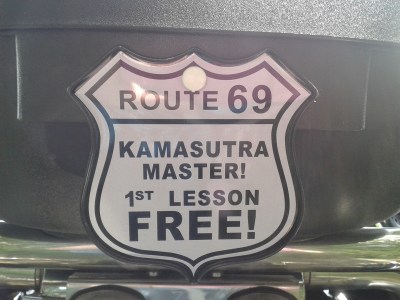 ROUTE 69
KAMASUTRA
MASTER!
1ST LESSON
FREE!